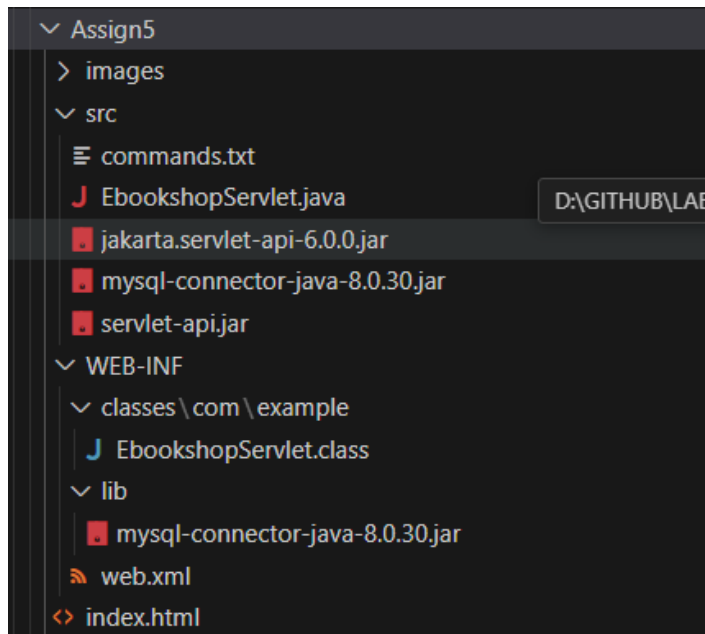 Assign5
images
src
commands.txt
EbookshopServlet.java
D:\GITHUB\LAB
jakarta.servlet-api-6.0.0.jar
mysql-connector-java-8.0.30.jar
servlet-api.jar
WEB-INF
classes\com\example
EbookshopServlet.class
lib
mysql-connector-java-8.0.30.jar
web.xml
index.html